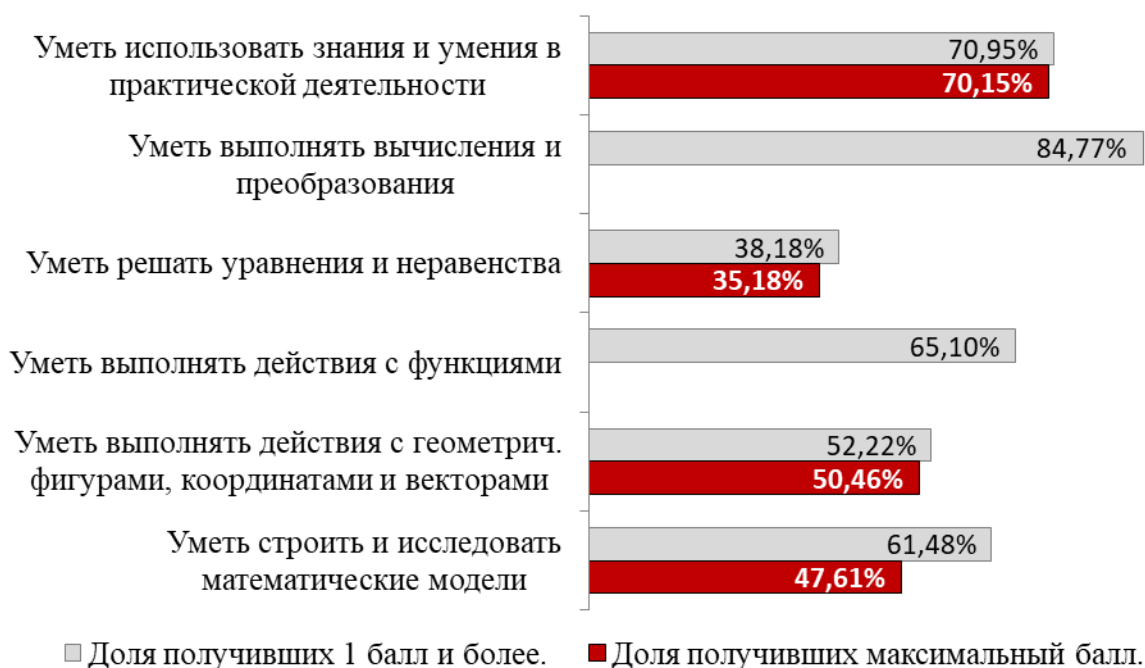 Уметь использовать знания и умения в
практической деятельности
70,95%
70,15%
Уметь выполнять вычисления и
преобразования
84,77%
Уметь решать уравнения и неравенства
38,18%
35,18%
Уметь выполнять действия с функциями
65,10%
Уметь выполнять действия с геометрич.
фигурами, координатами и векторами
52,22%
50,46%
Уметь строить и исследовать
математические модели
61,48%
47,61%
Доля получивших 1 балл и более.
Доля получивших максимальный балл.